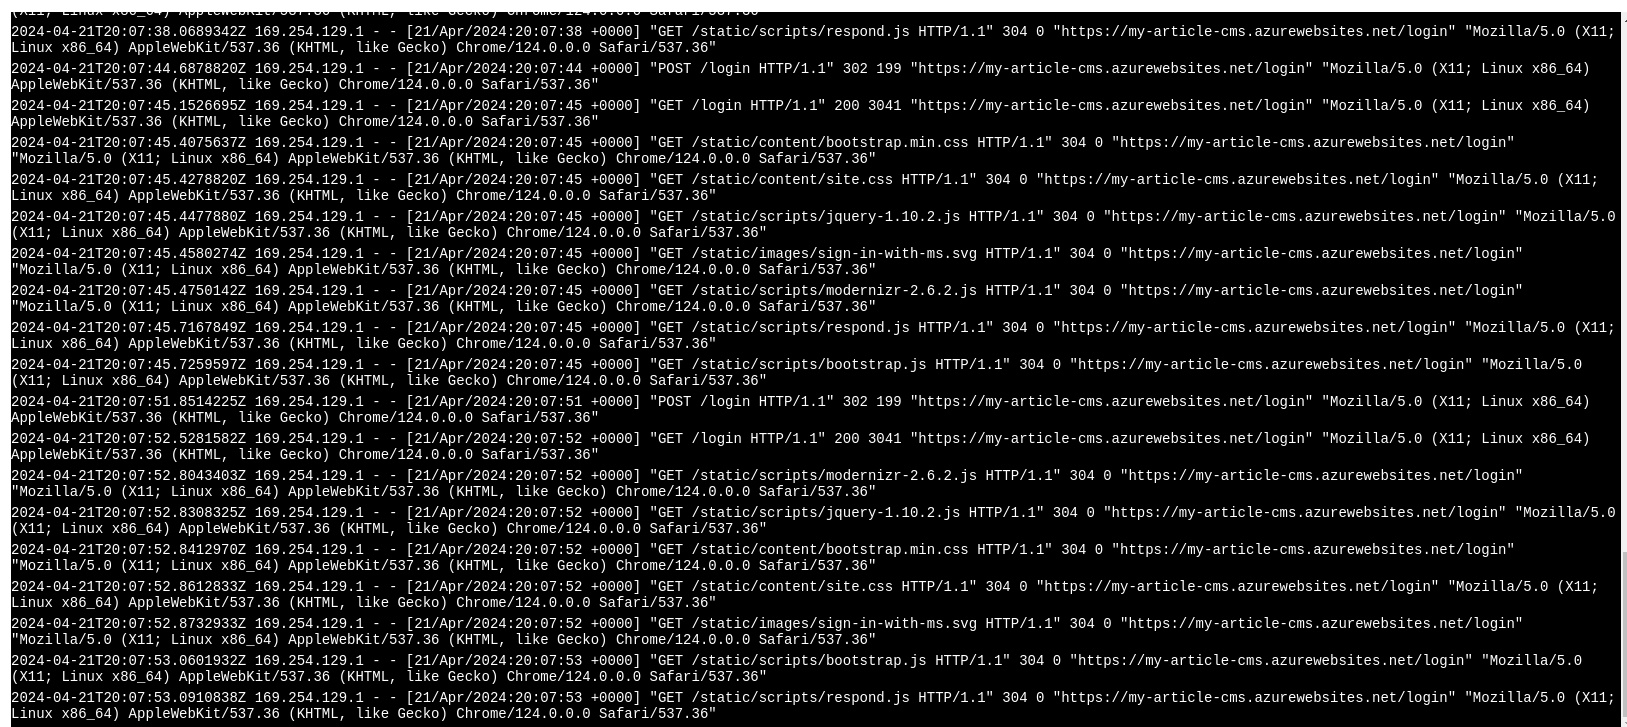 (X11; Linux x86_64) AppleWebKit/537.36 (KHTML, like Gecko) Chrome/124.0.0.0 Safari/537.36"
2024-04-21T20:07:38.0689342Z 169.254.129.1 - - [21/Apr/2024:20:07:38 +0000] "GET /static/scripts/respond.js HTTP/1.1" 304 0 "https://my-article-cms.azurewebsites.net/login" "Mozilla/5.0 (X11;
Linux x86_64) AppleWebKit/537.36 (KHTML, like Gecko) Chrome/124.0.0.0 Safari/537.36"
2024-04-21T20:07:44.6878820Z 169.254.129.1 - - [21/Apr/2024:20:07:44 +0000] "POST /login HTTP/1.1" 302 199 "https://my-article-cms.azurewebsites.net/login" "Mozilla/5.0 (X11; Linux x86_64)
AppleWebKit/537.36 (KHTML, like Gecko) Chrome/124.0.0.0 Safari/537.36"
2024-04-21T20:07:45.1526695Z 169.254.129.1 - - [21/Apr/2024:20:07:45 +0000] "GET /login HTTP/1.1" 200 3041 "https://my-article-cms.azurewebsites.net/login" "Mozilla/5.0 (X11; Linux x86_64)
AppleWebKit/537.36 (KHTML, like Gecko) Chrome/124.0.0.0 Safari/537.36"
2024-04-21T20:07:45.4075637Z 169.254.129.1 - - [21/Apr/2024:20:07:45 +0000] "GET /static/content/bootstrap.min.css HTTP/1.1" 304 0 "https://my-article-cms.azurewebsites.net/login"
"Mozilla/5.0 (X11; Linux x86_64) AppleWebKit/537.36 (KHTML, like Gecko) Chrome/124.0.0.0 Safari/537.36"
2024-04-21T20:07:45.4278820Z 169.254.129.1 - - [21/Apr/2024:20:07:45 +0000] "GET /static/content/site.css HTTP/1.1" 304 0 "https://my-article-cms.azurewebsites.net/login" "Mozilla/5.0 (X11;
Linux x86_64) AppleWebKit/537.36 (KHTML, like Gecko) Chrome/124.0.0.0 Safari/537.36"
2024-04-21T20:07:45.4477880Z 169.254.129.1 - - [21/Apr/2024:20:07:45 +0000] "GET /static/scripts/jquery-1.10.2.js HTTP/1.1" 304 0 "https://my-article-cms.azurewebsites.net/login" "Mozilla/5.0
(X11; Linux x86_64) AppleWebKit/537.36 (KHTML, like Gecko) Chrome/124.0.0.0 Safari/537.36"
2024-04-21T20:07:45.4580274Z 169.254.129.1 - - [21/Apr/2024:20:07:45 +0000] "GET /static/images/sign-in-with-ms.svg HTTP/1.1" 304 0 "https://my-article-cms.azurewebsites.net/login"
"Mozilla/5.0 (X11; Linux x86_64) AppleWebKit/537.36 (KHTML, like Gecko) Chrome/124.0.0.0 Safari/537.36"
2024-04-21T20:07:45.4750142Z 169.254.129.1 - - [21/Apr/2024:20:07:45 +0000] "GET /static/scripts/modernizr-2.6.2.js HTTP/1.1" 304 0 "https://my-article-cms.azurewebsites.net/login"
"Mozilla/5.0 (X11; Linux x86_64) AppleWebKit/537.36 (KHTML, like Gecko) Chrome/124.0.0.0 Safari/537.36"
2024-04-21T20:07:45.7167849Z 169.254.129.1 - - [21/Apr/2024:20:07:45 +0000] "GET /static/scripts/respond.js HTTP/1.1" 304 0 "https://my-article-cms.azurewebsites.net/login" "Mozilla/5.0 (X11;
Linux x86_64) AppleWebKit/537.36 (KHTML, like Gecko) Chrome/124.0.0.0 Safari/537.36"
2024-04-21T20:07:45.7259597Z 169.254.129.1 - - [21/Apr/2024:20:07:45 +0000] "GET /static/scripts/bootstrap.js HTTP/1.1" 304 0 "https://my-article-cms.azurewebsites.net/login" "Mozilla/5.0
(X11; Linux x86_64) AppleWebKit/537.36 (KHTML, like Gecko) Chrome/124.0.0.0 Safari/537.36"
2024-04-21T20:07:51.8514225Z 169.254.129.1 - - [21/Apr/2024:20:07:51 +0000] "POST /login HTTP/1.1" 302 199 "https://my-article-cms.azurewebsites.net/login" "Mozilla/5.0 (X11; Linux x86_64)
AppleWebKit/537.36 (KHTML, like Gecko) Chrome/124.0.0.0 Safari/537.36"
2024-04-21T20:07:52.5281582Z 169.254.129.1 - - [21/Apr/2024:20:07:52 +0000] "GET /login HTTP/1.1" 200 3041 "https://my-article-cms.azurewebsites.net/login" "Mozilla/5.0 (X11; Linux x86_64)
AppleWebKit/537.36 (KHTML, like Gecko) Chrome/124.0.0.0 Safari/537.36"
2024-04-21T20:07:52.8043403Z 169.254.129.1 - - [21/Apr/2024:20:07:52 +0000] "GET /static/scripts/modernizr-2.6.2.js HTTP/1.1" 304 0 "https://my-article-cms.azurewebsites.net/login"
"Mozilla/5.0 (X11; Linux x86_64) AppleWebKit/537.36 (KHTML, like Gecko) Chrome/124.0.0.0 Safari/537.36"
2024-04-21T20:07:52.8308325Z 169.254.129.1 - - [21/Apr/2024:20:07:52 +0000] "GET /static/scripts/jquery-1.10.2.js HTTP/1.1" 304 0 "https://my-article-cms.azurewebsites.net/login" "Mozilla/5.0
(X11; Linux x86_64) AppleWebKit/537.36 (KHTML, like Gecko) Chrome/124.0.0.0 Safari/537.36"
2024-04-21T20:07:52.8412970Z 169.254.129.1 - - [21/Apr/2024:20:07:52 +0000] "GET /static/content/bootstrap.min.css HTTP/1.1" 304 0 "https://my-article-cms.azurewebsites.net/login"
"Mozilla/5.0 (X11; Linux x86_64) AppleWebKit/537.36 (KHTML, like Gecko) Chrome/124.0.0.0 Safari/537.36"
2024-04-21T20:07:52.8612833Z 169.254.129.1 - - [21/Apr/2024:20:07:52 +0000] "GET /static/content/site.css HTTP/1.1" 304 0 "https://my-article-cms.azurewebsites.net/login" "Mozilla/5.0 (X11;
Linux x86_64) AppleWebKit/537.36 (KHTML, like Gecko) Chrome/124.0.0.0 Safari/537.36"
2024-04-21T20:07:52.8732933Z 169.254.129.1 - - [21/Apr/2024:20:07:52 +0000] "GET /static/images/sign-in-with-ms.svg HTTP/1.1" 304 0 "https://my-article-cms.azurewebsites.net/login"
"Mozilla/5.0 (X11; Linux x86_64) AppleWebKit/537.36 (KHTML, like Gecko) Chrome/124.0.0.0 Safari/537.36"
2024-04-21T20:07:53.0601932Z 169.254.129.1 - - [21/Apr/2024:20:07:53 +0000] "GET /static/scripts/bootstrap.js HTTP/1.1" 304 0 "https://my-article-cms.azurewebsites.net/login" "Mozilla/5.0
(X11; Linux x86_64) AppleWebKit/537.36 (KHTML, like Gecko) Chrome/124.0.0.0 Safari/537.36"
2024-04-21T20:07:53.0910838Z 169.254.129.1 - - [21/Apr/2024:20:07:53 +0000] "GET /static/scripts/respond.js HTTP/1.1" 304 0 "https://my-article-cms.azurewebsites.net/login" "Mozilla/5.0 (X11;
Linux x86_64) AppleWebKit/537.36 (KHTML, like Gecko) Chrome/124.0.0.0 Safari/537.36"